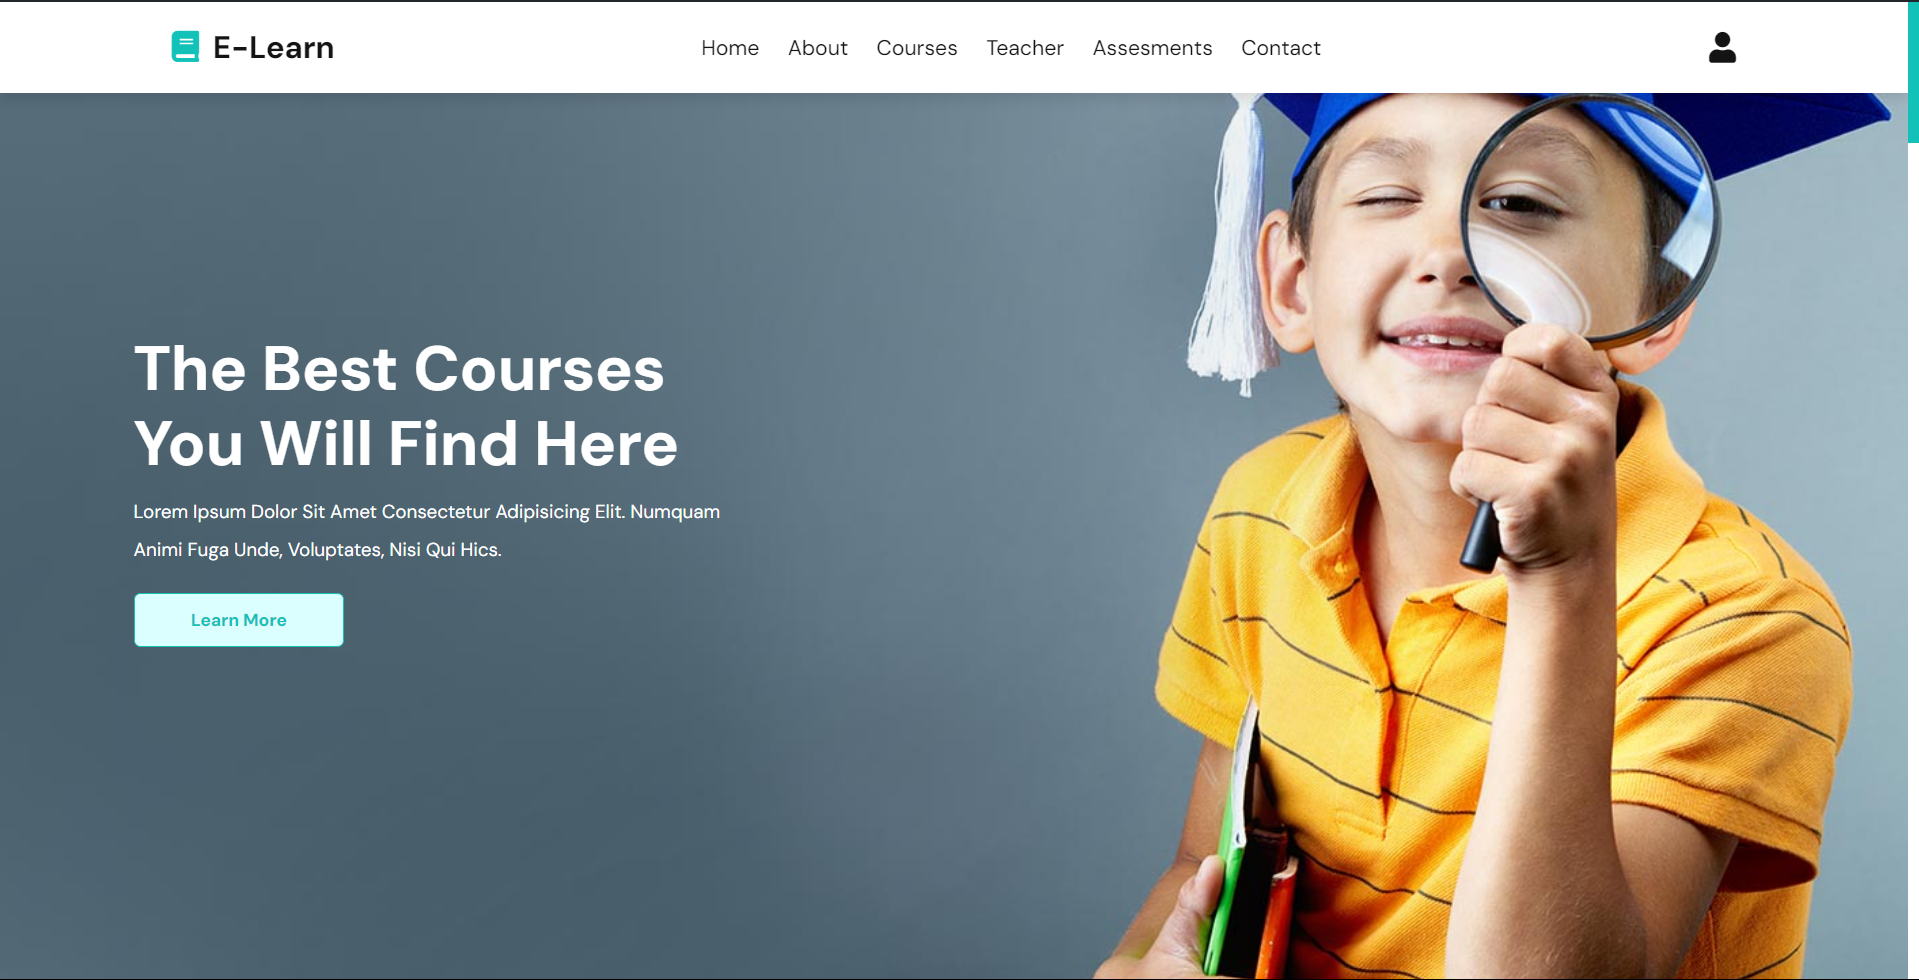 E-Learn
Home About Courses Teacher Assesments Contact
The Best Courses
You Will Find Here
Lorem Ipsum Dolor Sit Amet Consectetur Adipisicing Elit. Numquam
Animi Fuga Unde, Voluptates, Nisi Qui Hics.
Learn More